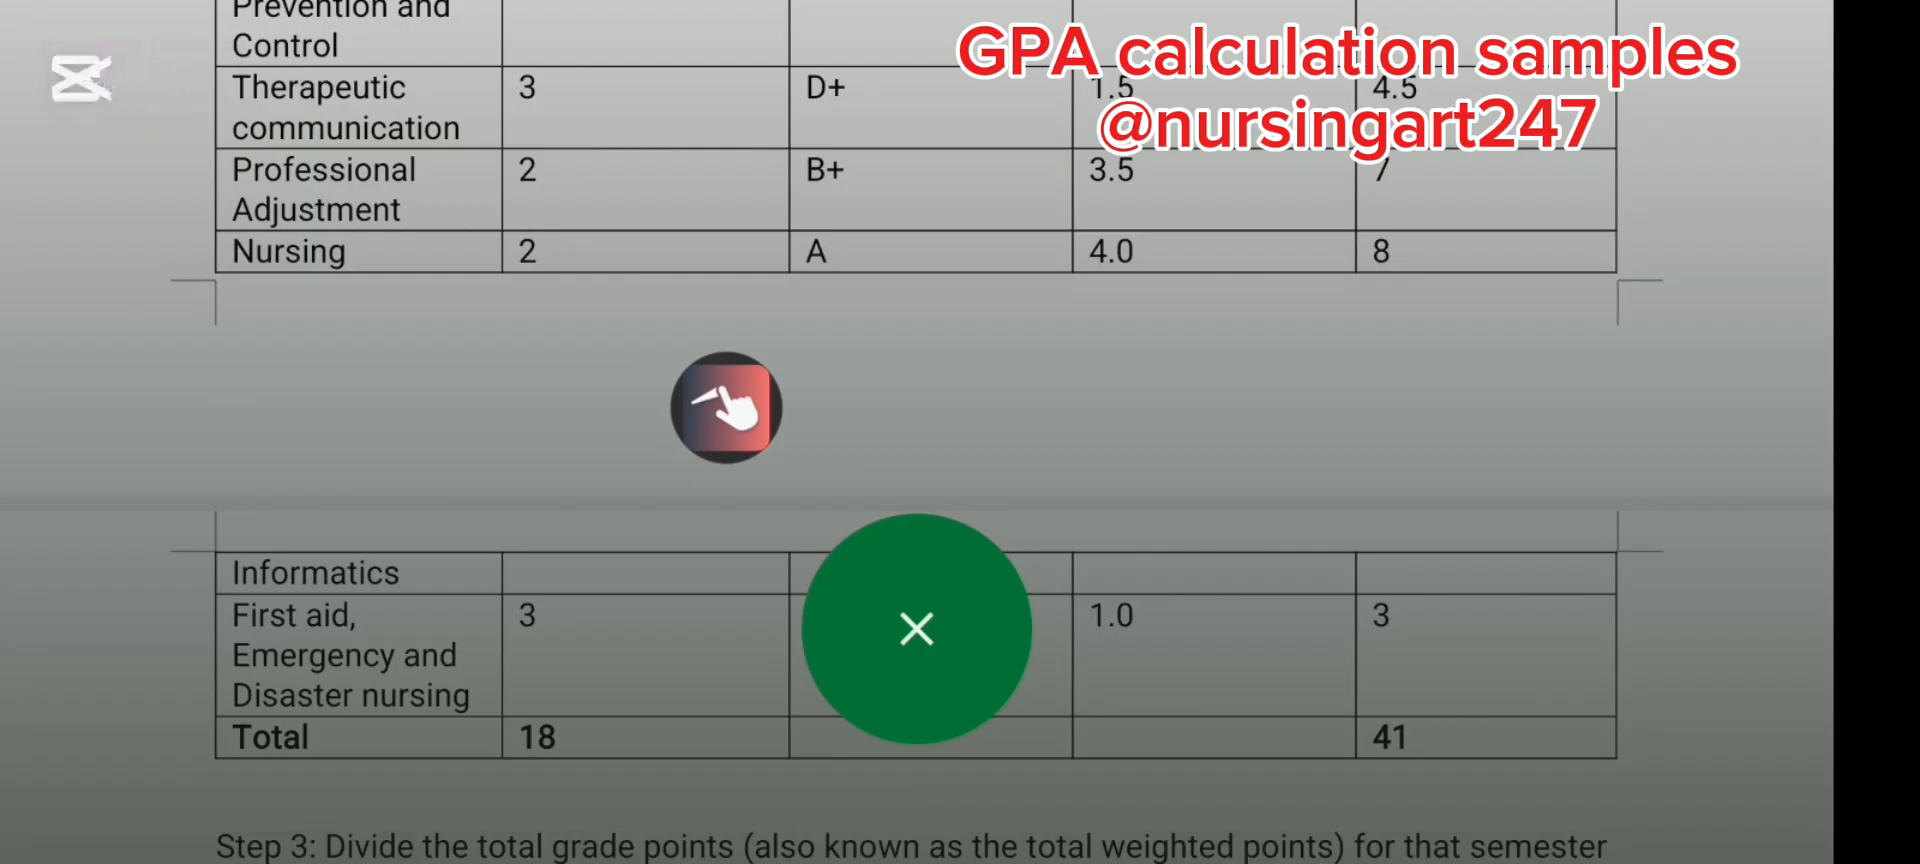 Prevention and
Control
GPA calculation samples
@nursingart247
Therapeutic 3 D+ 1.5 4.5
communication
Professional 2 B+ 3.5 7
Adjustment
Nursing 2 A 4.0 8
Informatics
First aid, 3 1.0 3
Emergency and
Disaster nursing
Total 18 41
Step 3: Divide the total grade points (also known as the total weighted points) for that semester